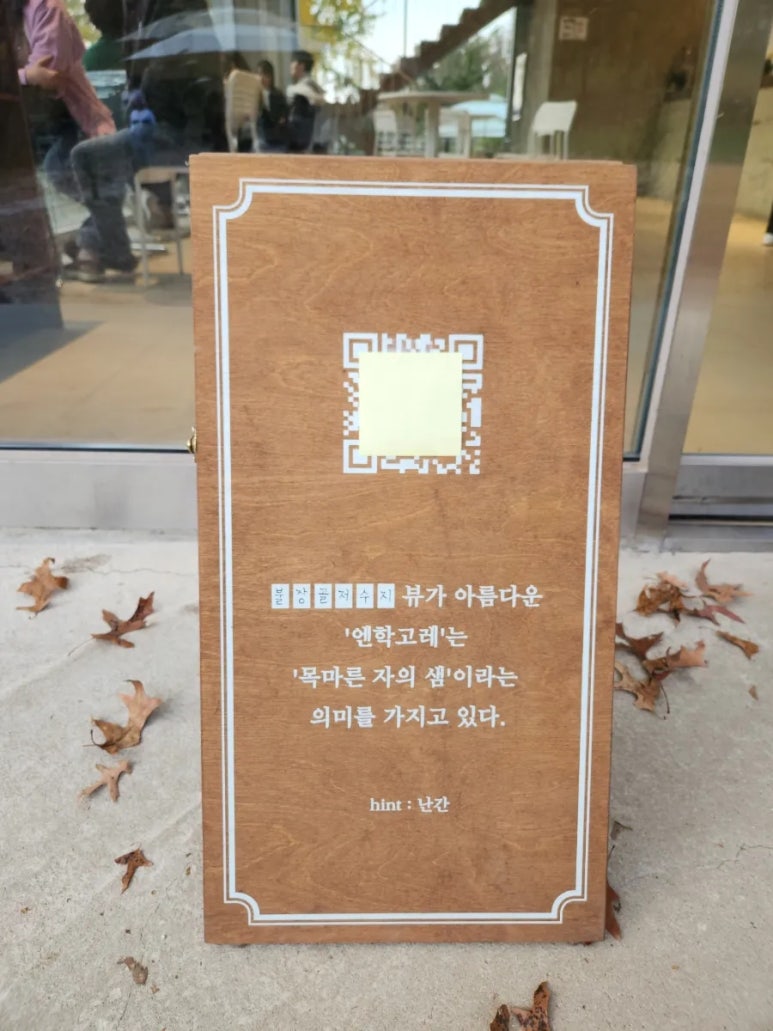 불장골저수지 뷰가 아름다운
'엔학고레'는
'목마른 자의 샘'이라는
의미를 가지고 있다.
hint : 난간